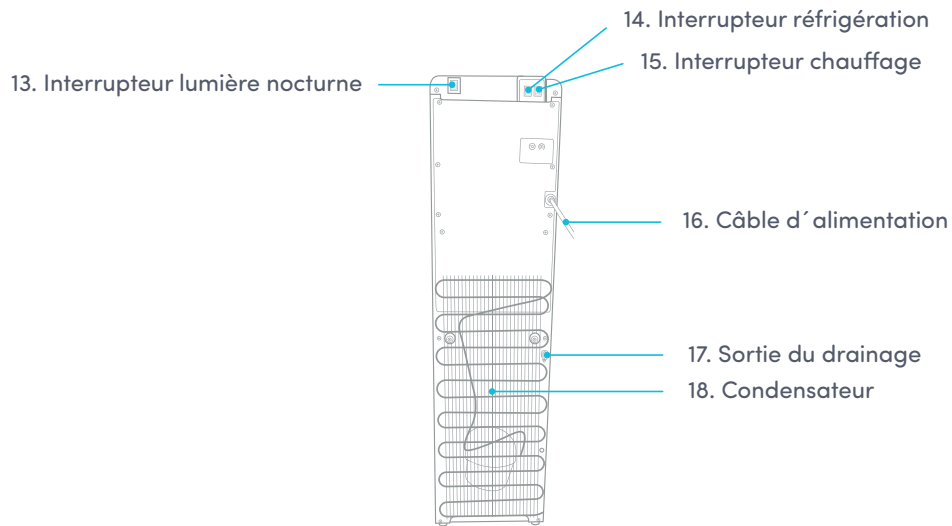 14. Interrupteur réfrigération
15. Interrupteur chauffage
13. Interrupteur lumière nocturne
16. Câble d´alimentation
17. Sortie du drainage
18. Condensateur